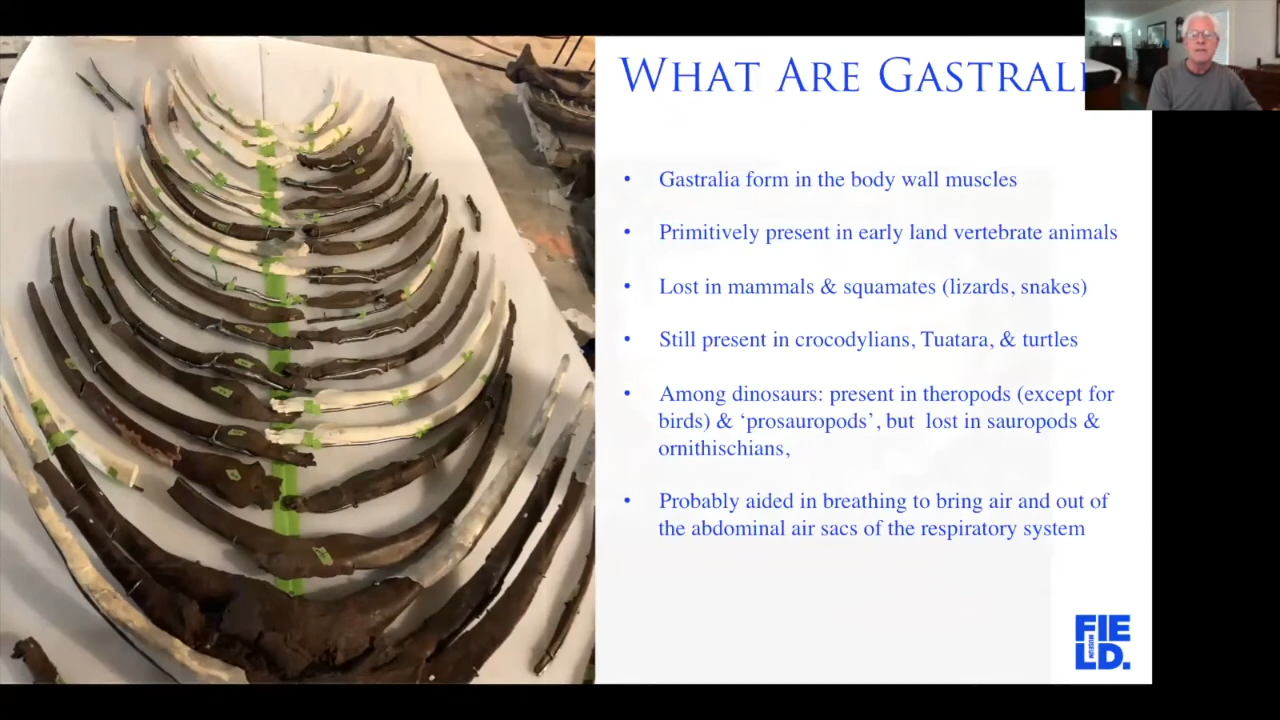 WHAT ARE GASTRALI
• Gastralia form in the body wall muscles
• Primitively present in early land vertebrate animals
• Lost in mammals & squamates (lizards, snakes)
• Still present in crocodylians, Tuatara, & turtles
• Among dinosaurs: present in theropods (except for
birds) & ‘prosauropods’, but lost in sauropods &
ornithischians,
• Probably aided in breathing to bring air and out of
the abdominal air sacs of the respiratory system
FIE
MUSEUM
LD.